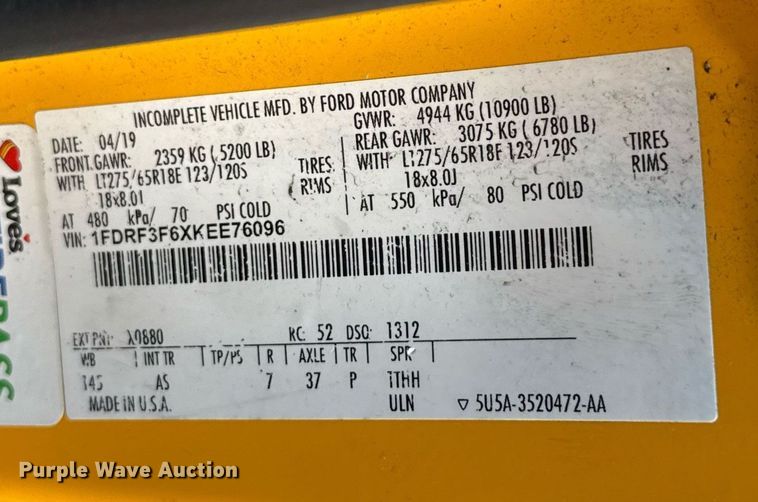 INCOMPLETE VEHICLE MFD. BY FORD MOTOR COMPANY
DATE: 04/19
GVWR: 4944 KG (10900 LB)
FRONT GAWR: 2359 KG ( 5200 LB)
REAR GAWR: 3075 KG ( 6780 LB)
WITH LT275/65R18E 123/120S TIRES
WITH LT275/65R18F 123/120S TIRES
18x8.0J RIMS
18x8.0J RIMS
AT 480 kPa/ 70 PSI COLD
AT 550 kPa/ 80 PSI COLD
VIN: 1FDRF3F6XKEE76096
EXT PNT: RC: 52 DSO: 1312
WB INT TR TP/PS R AXLE TR SPR
145 AS 7 37 P TTHH
MADE IN U.S.A. ULN ▽ 5U5A-3520472-AA
Love's
PASS
Purple Wave Auction